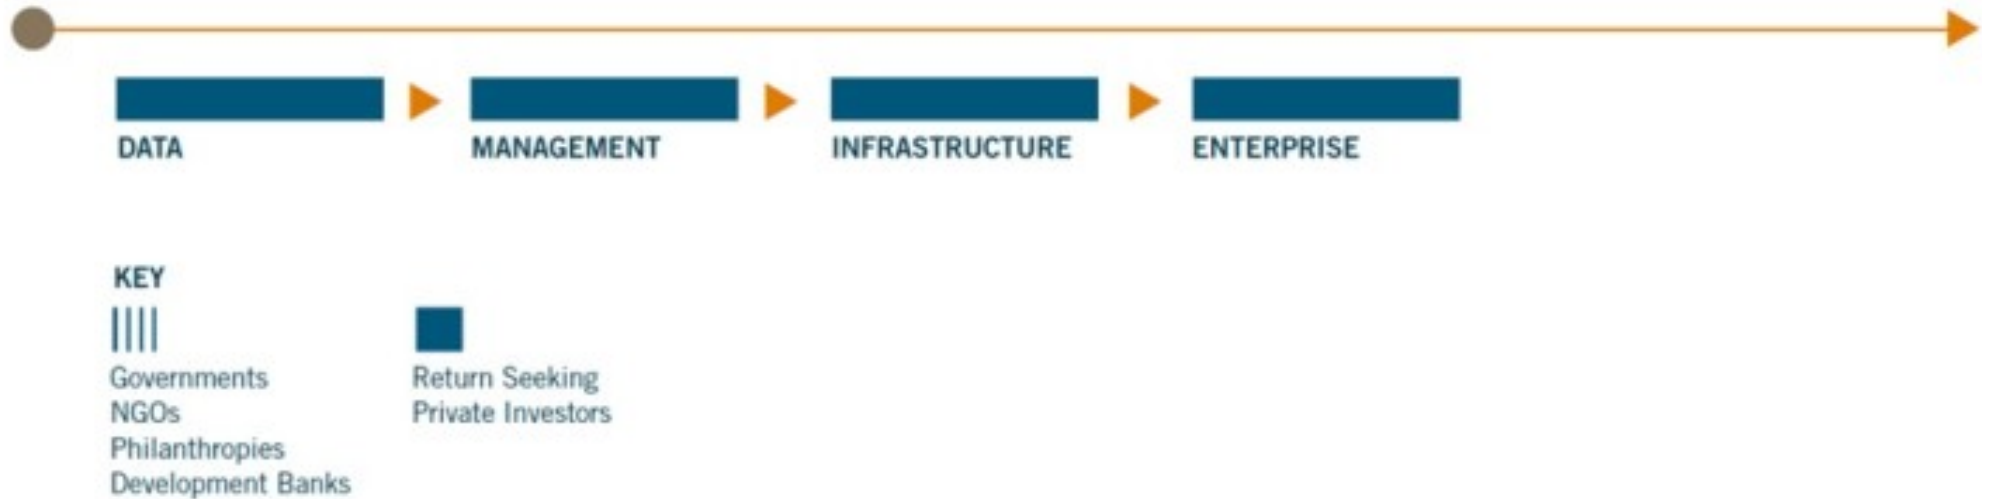 DATA
MANAGEMENT
INFRASTRUCTURE
ENTERPRISE
KEY
Governments
NGOs
Philanthropies
Development Banks
Return Seeking
Private Investors